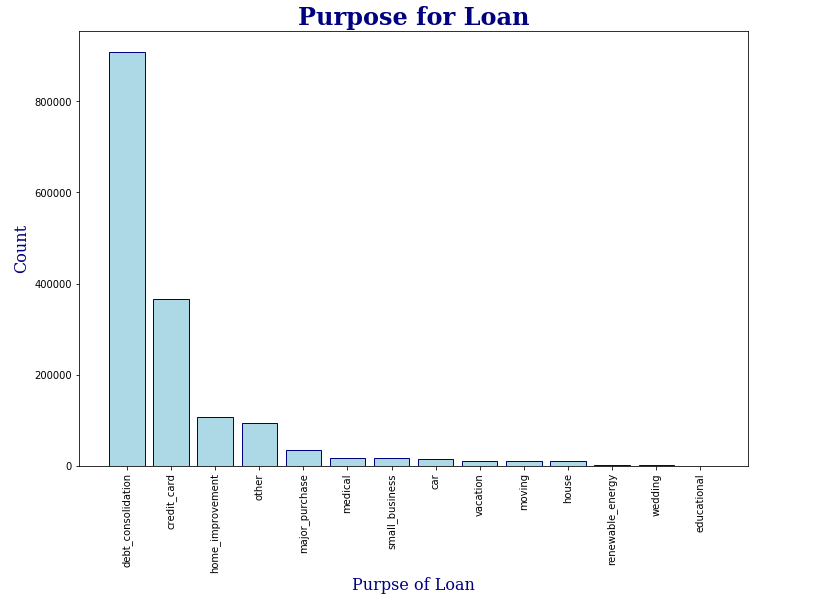 Purpose for Loan
Count
800000
600000
400000
200000
0
debt_consolidation
credit_card
home_improvement
other
major_purchase
medical
small_business
car
vacation
moving
house
renewable_energy
wedding
educational
Purpse of Loan